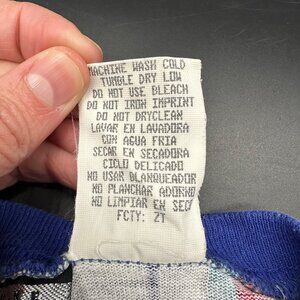 MACHINE WASH COLD
TUMBLE DRY LOW
DO NOT USE BLEACH
DO NOT IRON IMPRINT
DO NOT DRYCLEAN
LAVAR EN LAVADORA
CON AGUA FRIA
SECAR EN SECADORA
CICLO DELICADO
NO USAR BLANQUEADOR
NO PLANCHAR ADORNO
NO LIMPIAR EN SECO
FCTY: ZT